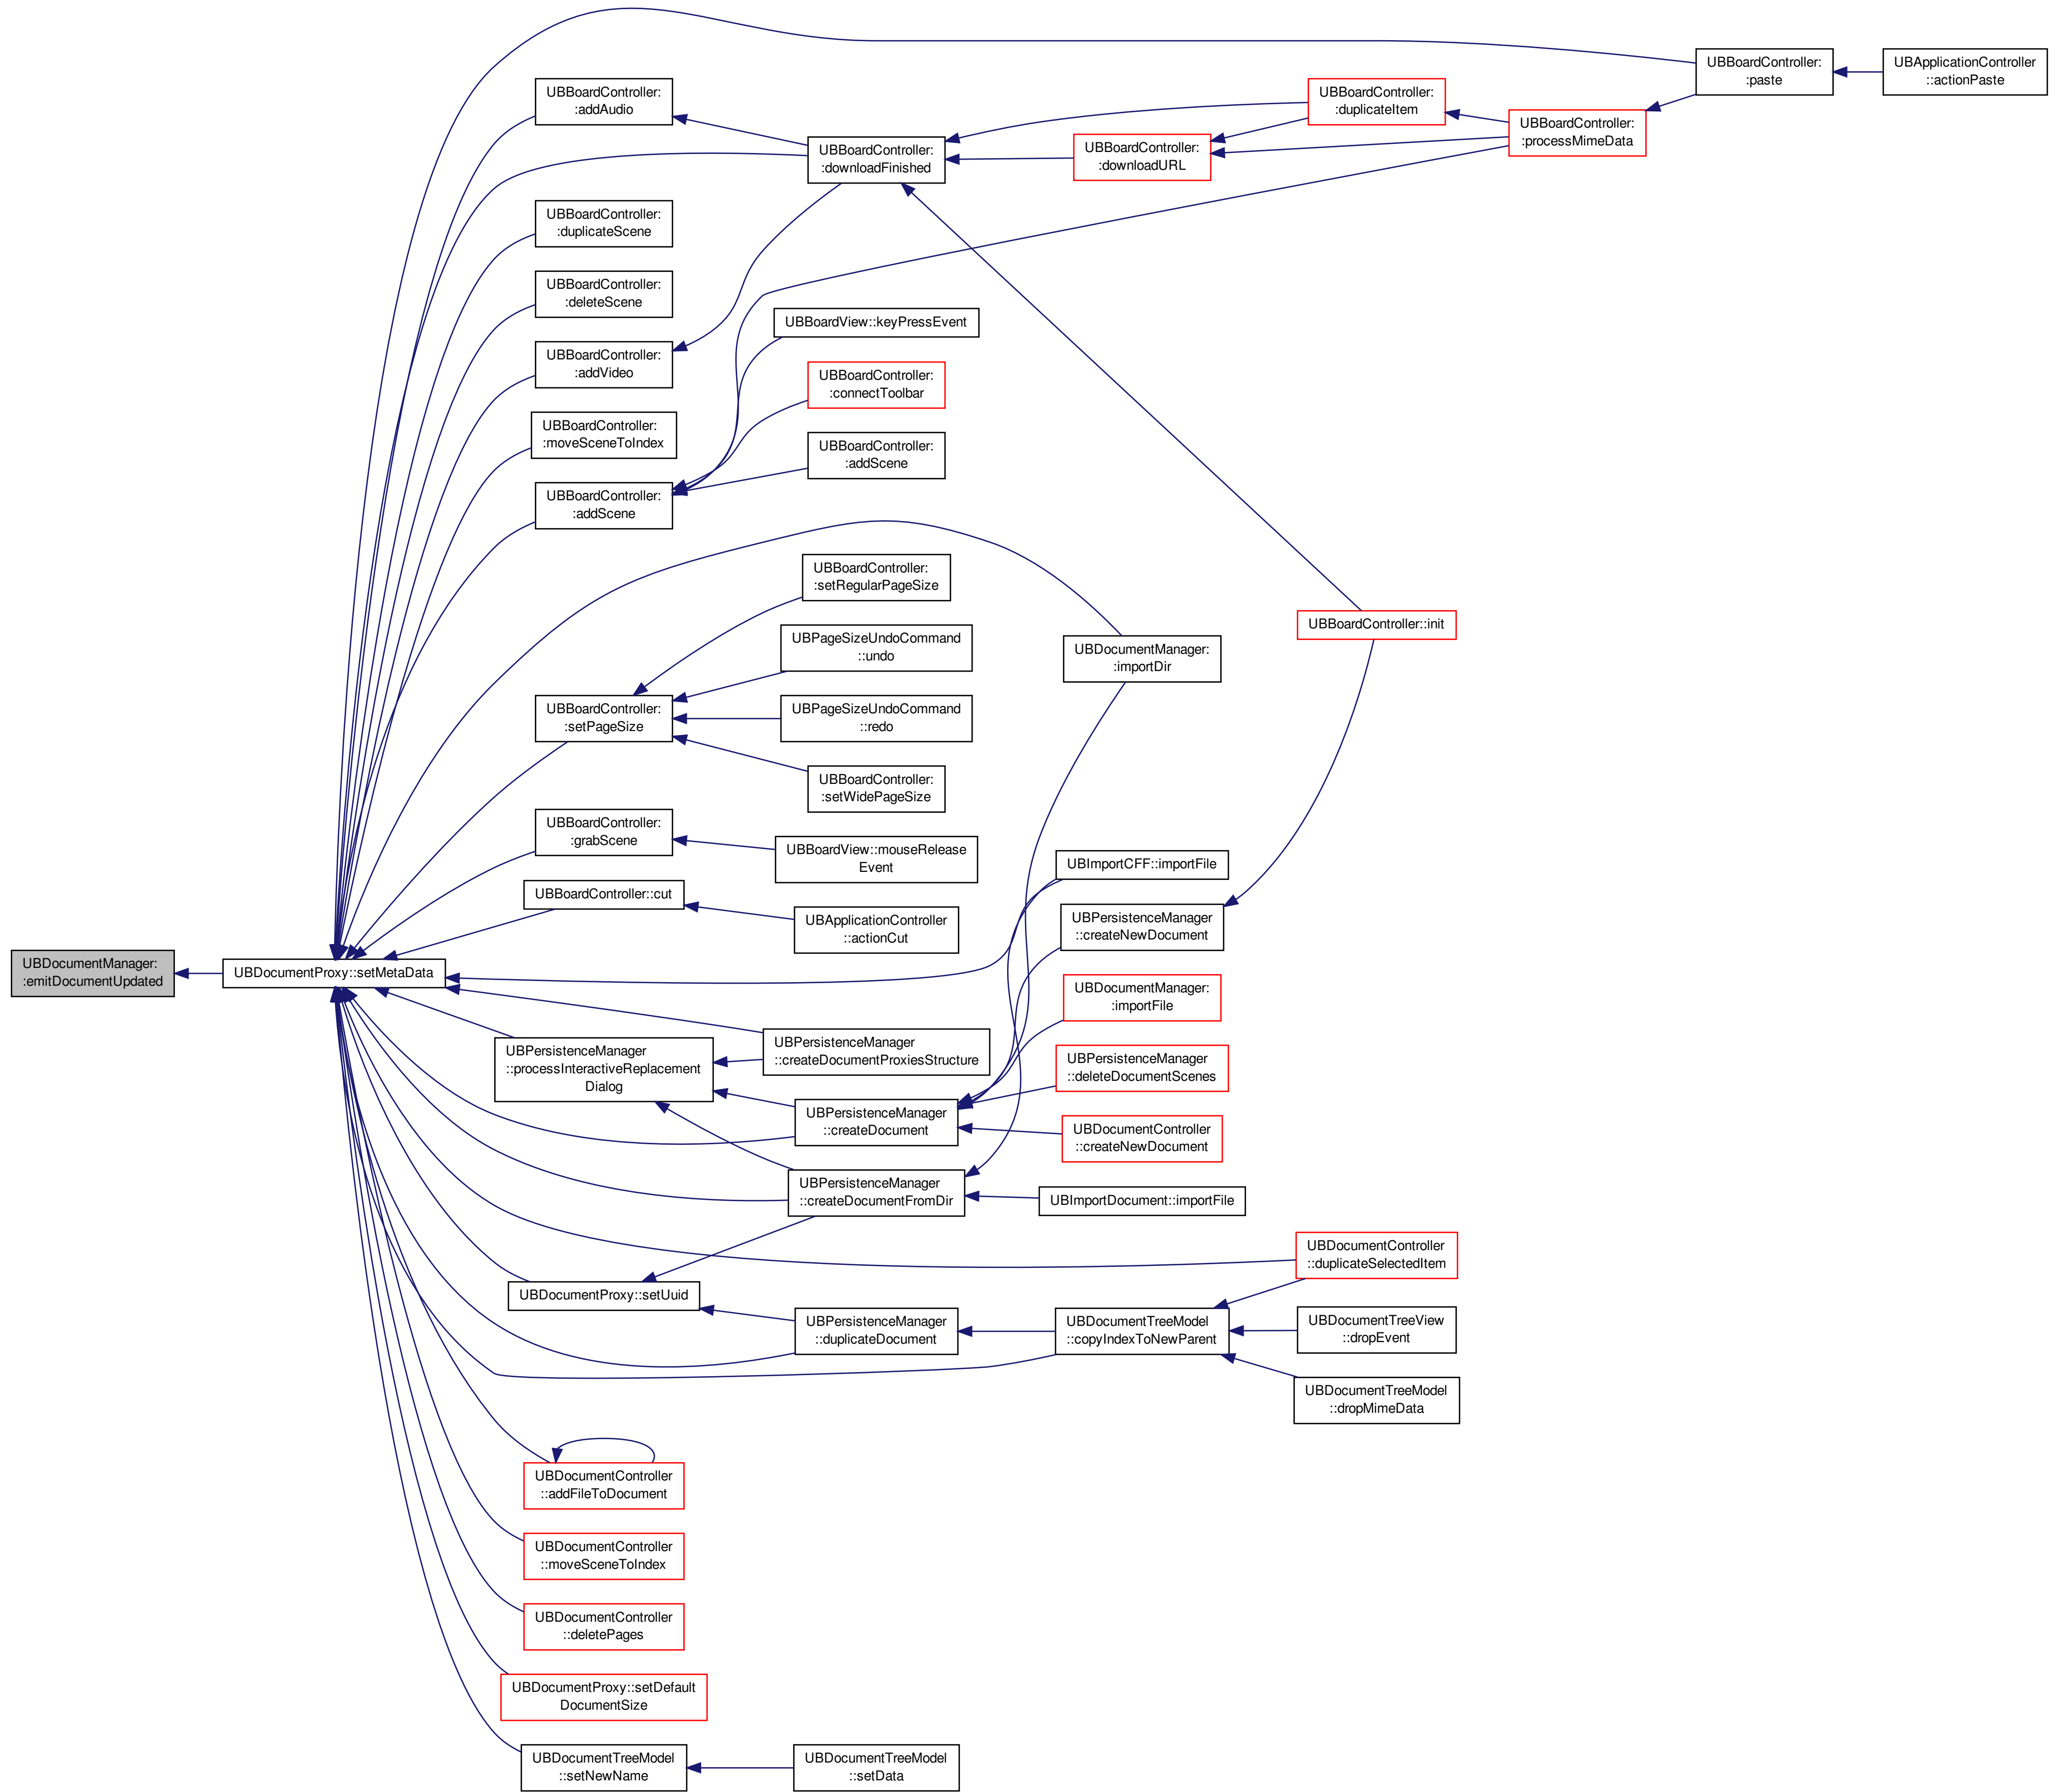 UBDocumentManager:
:emitDocumentUpdated
UBDocumentProxy::setMetaData
UBBoardController:
:addAudio
UBBoardController:
:duplicateScene
UBBoardController:
:deleteScene
UBBoardController:
:addVideo
UBBoardController:
:moveSceneToIndex
UBBoardController:
:addScene
UBBoardController:
:setPageSize
UBBoardController:
:grabScene
UBBoardController::cut
UBPersistenceManager
::processInteractiveReplacement
Dialog
UBDocumentProxy::setUuid
UBDocumentController
::addFileToDocument
UBDocumentController
::moveSceneToIndex
UBDocumentController
::deletePages
UBDocumentProxy::setDefault
DocumentSize
UBDocumentTreeModel
::setNewName
UBBoardController:
:downloadFinished
UBBoardView::keyPressEvent
UBBoardController:
:connectToolbar
UBBoardController:
:addScene
UBBoardController:
:setRegularPageSize
UBPageSizeUndoCommand
::undo
UBPageSizeUndoCommand
::redo
UBBoardController:
:setWidePageSize
UBBoardView::mouseRelease
Event
UBApplicationController
::actionCut
UBPersistenceManager
::createDocumentProxiesStructure
UBPersistenceManager
::createDocument
UBPersistenceManager
::createDocumentFromDir
UBPersistenceManager
::duplicateDocument
UBDocumentTreeModel
::setData
UBBoardController:
:downloadURL
UBDocumentManager:
:importDir
UBImportCFF::importFile
UBPersistenceManager
::createNewDocument
UBDocumentManager:
:importFile
UBPersistenceManager
::deleteDocumentScenes
UBDocumentController
::createNewDocument
UBImportDocument::importFile
UBDocumentTreeModel
::copyIndexToNewParent
UBBoardController:
:duplicateItem
UBBoardController::init
UBDocumentController
::duplicateSelectedItem
UBDocumentTreeView
::dropEvent
UBDocumentTreeModel
::dropMimeData
UBBoardController:
:processMimeData
UBBoardController:
:paste
UBApplicationController
::actionPaste